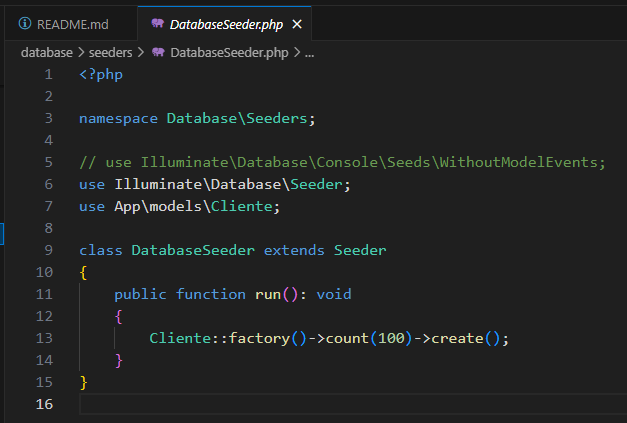 README.md DatabaseSeeder.php
database > seeders > DatabaseSeeder.php > ...
1 <?php
2
3 namespace Database\Seeders;
4
5 // use Illuminate\Database\Console\Seeds\WithoutModelEvents;
6 use Illuminate\Database\Seeder;
7 use App\models\Cliente;
8
9 class DatabaseSeeder extends Seeder
10 {
11     public function run(): void
12     {
13         Cliente::factory()->count(100)->create();
14     }
15 }
16